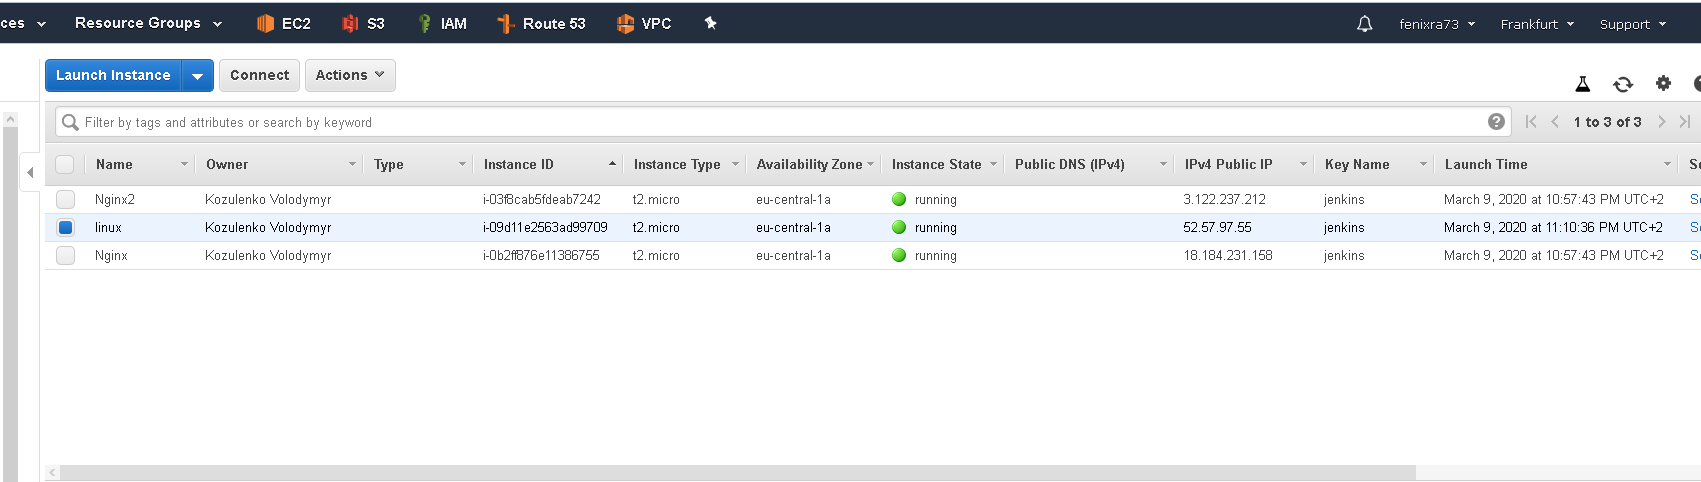 ces Resource Groups EC2 S3 IAM Route 53 VPC fenixra73 Frankfurt Support
Launch Instance Connect Actions
Filter by tags and attributes or search by keyword ? 1 to 3 of 3
Name Owner Type Instance ID Instance Type Availability Zone Instance State Public DNS (IPv4) IPv4 Public IP Key Name Launch Time Se
Nginx2 Kozulenko Volodymyr i-03f8cab5fdeab7242 t2.micro eu-central-1a running 3.122.237.212 jenkins March 9, 2020 at 10:57:43 PM UTC+2 Se
linux Kozulenko Volodymyr i-09d11e2563ad99709 t2.micro eu-central-1a running 52.57.97.55 jenkins March 9, 2020 at 11:10:36 PM UTC+2 Se
Nginx Kozulenko Volodymyr i-0b2ff876e11386755 t2.micro eu-central-1a running 18.184.231.158 jenkins March 9, 2020 at 10:57:43 PM UTC+2 Se